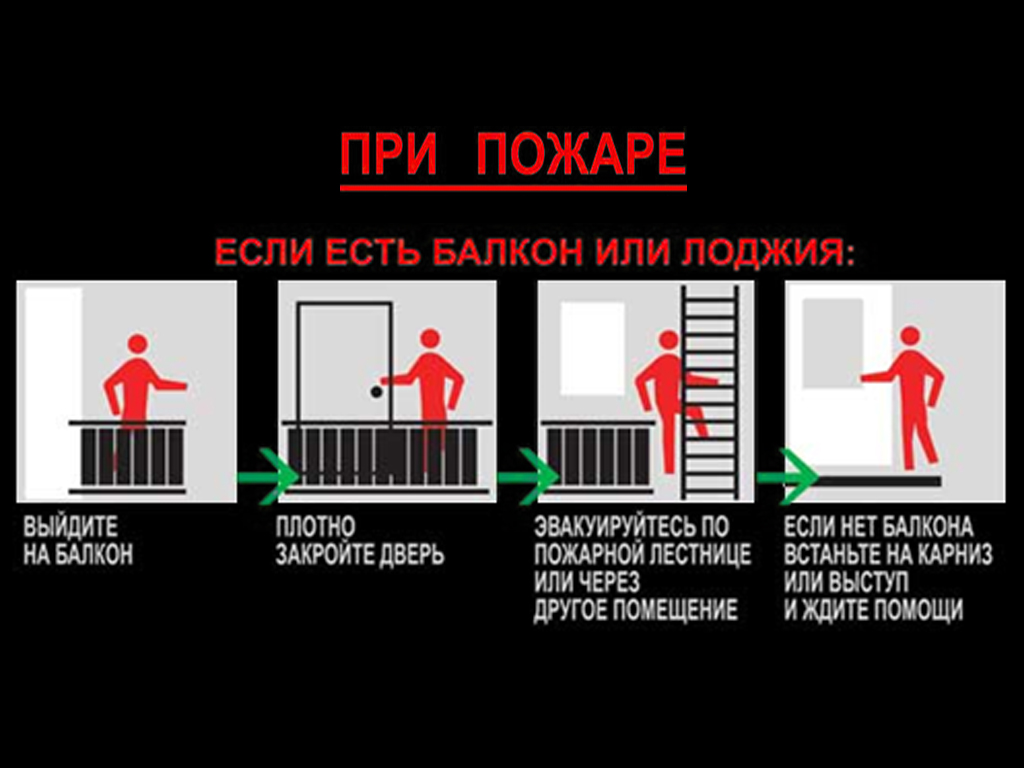 ПРИ ПОЖАРЕ
ЕСЛИ ЕСТЬ БАЛКОН ИЛИ ЛОДЖИЯ:
ВЫЙДИТЕ
НА БАЛКОН
ПЛОТНО
ЗАКРОЙТЕ ДВЕРЬ
ЭВАКУИРУЙТЕСЬ ПО
ПОЖАРНОЙ ЛЕСТНИЦЕ
ИЛИ ЧЕРЕЗ
ДРУГОЕ ПОМЕЩЕНИЕ
ЕСЛИ НЕТ БАЛКОНА
ВСТАНЬТЕ НА КАРНИЗ
ИЛИ ВЫСТУП
И ЖДИТЕ ПОМОЩИ